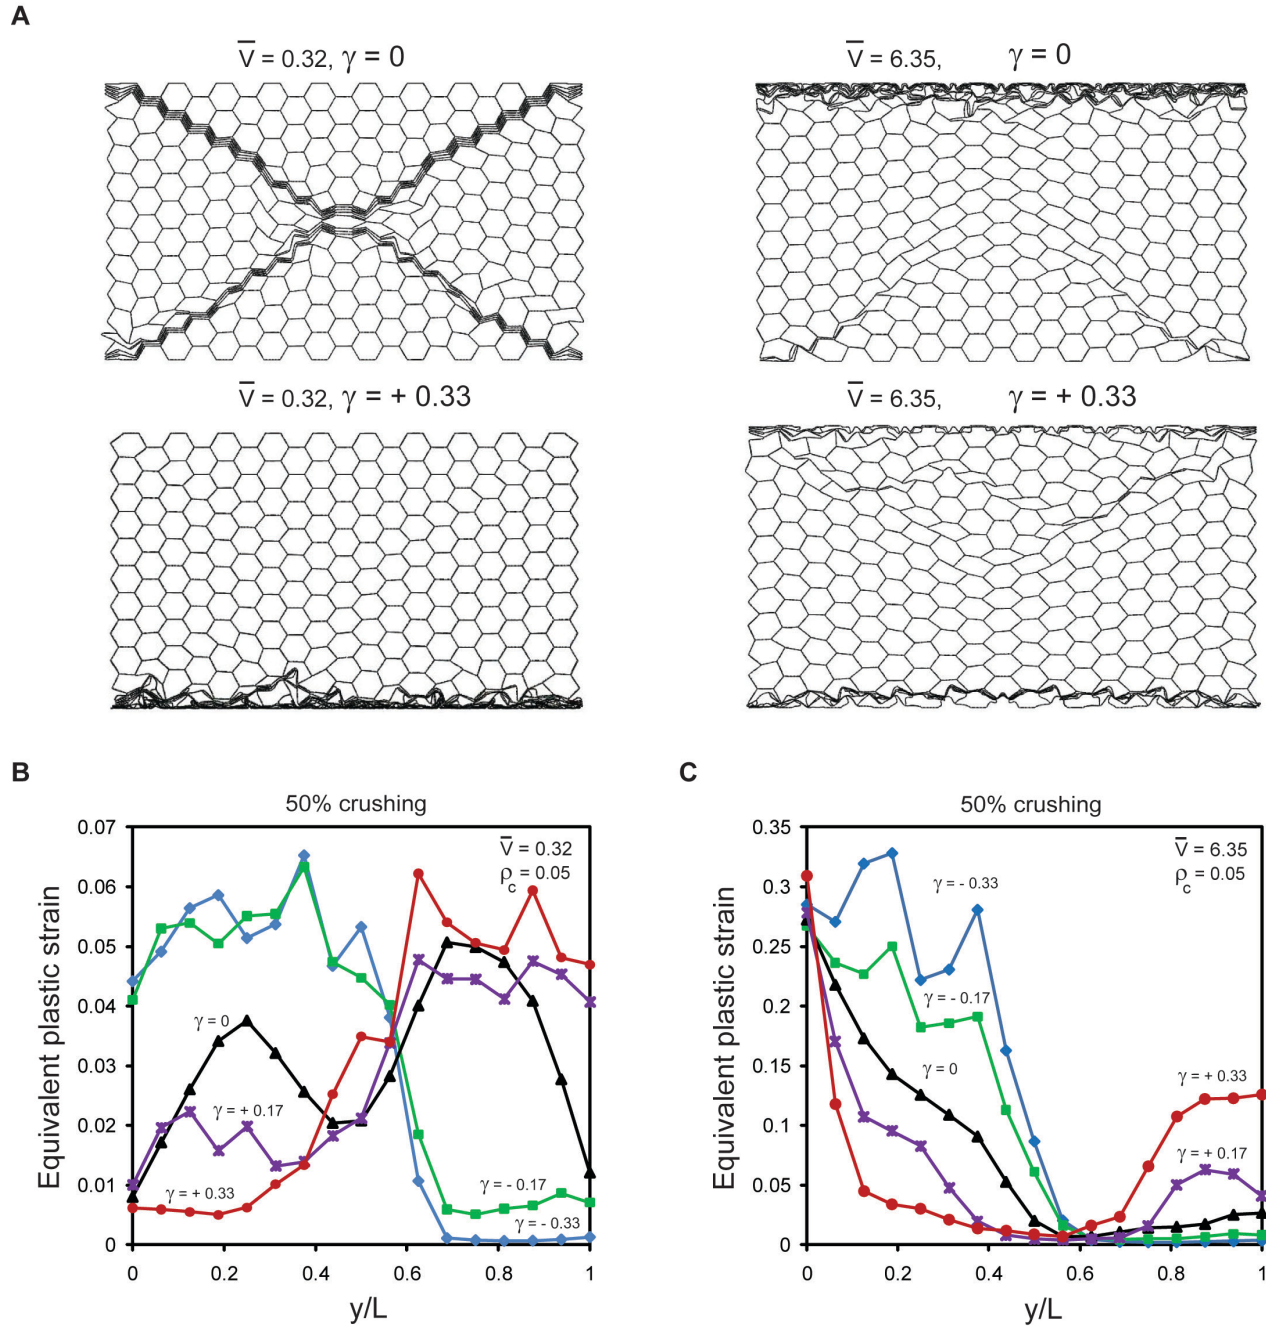 A
V̅ = 0.32, γ = 0
V̅ = 6.35, γ = 0
V̅ = 0.32, γ = + 0.33
V̅ = 6.35, γ = + 0.33
B
50% crushing
V̅ = 0.32
ρc = 0.05
Equivalent plastic strain
0.07
0.06
0.05
0.04
0.03
0.02
0.01
0
γ = 0
γ = + 0.17
γ = + 0.33
γ = - 0.17
γ = - 0.33
0 0.2 0.4 0.6 0.8 1
y/L
C
50% crushing
V̅ = 6.35
ρc = 0.05
Equivalent plastic strain
0.35
0.3
0.25
0.2
0.15
0.1
0.05
0
γ = - 0.33
γ = - 0.17
γ = 0
γ = + 0.33
γ = + 0.17
0 0.2 0.4 0.6 0.8 1
y/L